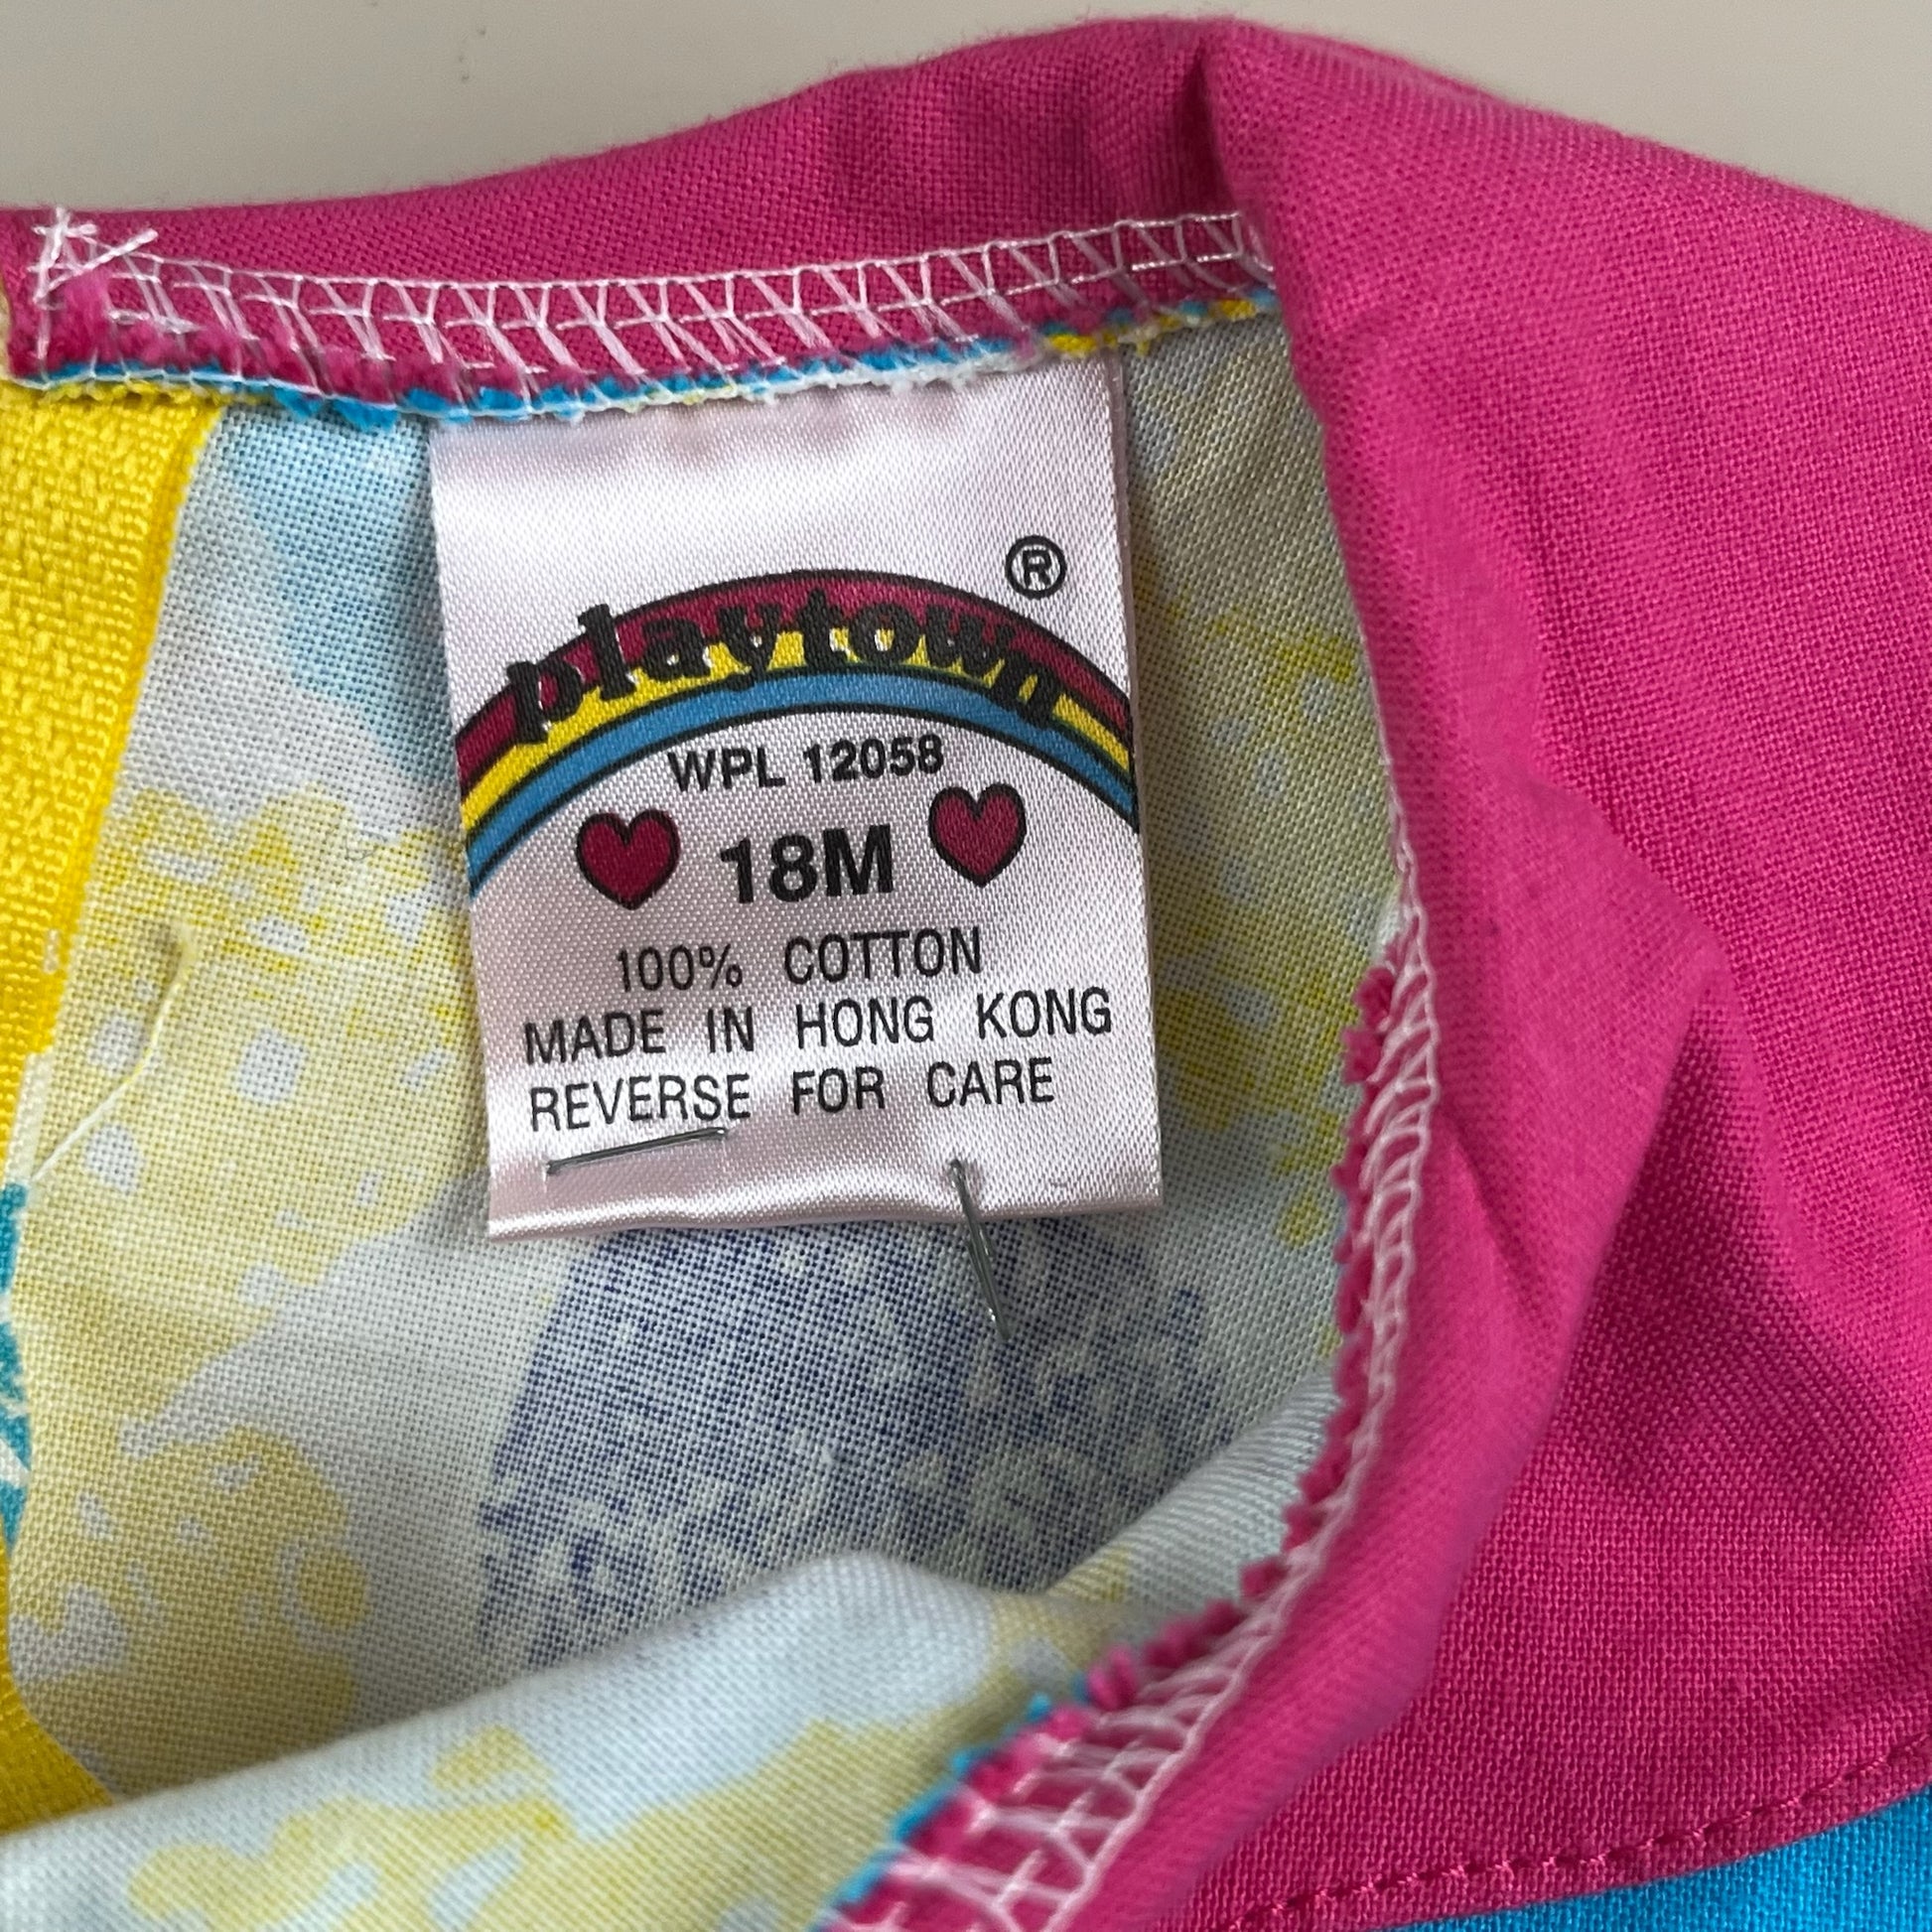 ®
playtown
WPL 12058
18M
100% COTTON
MADE IN HONG KONG
REVERSE FOR CARE